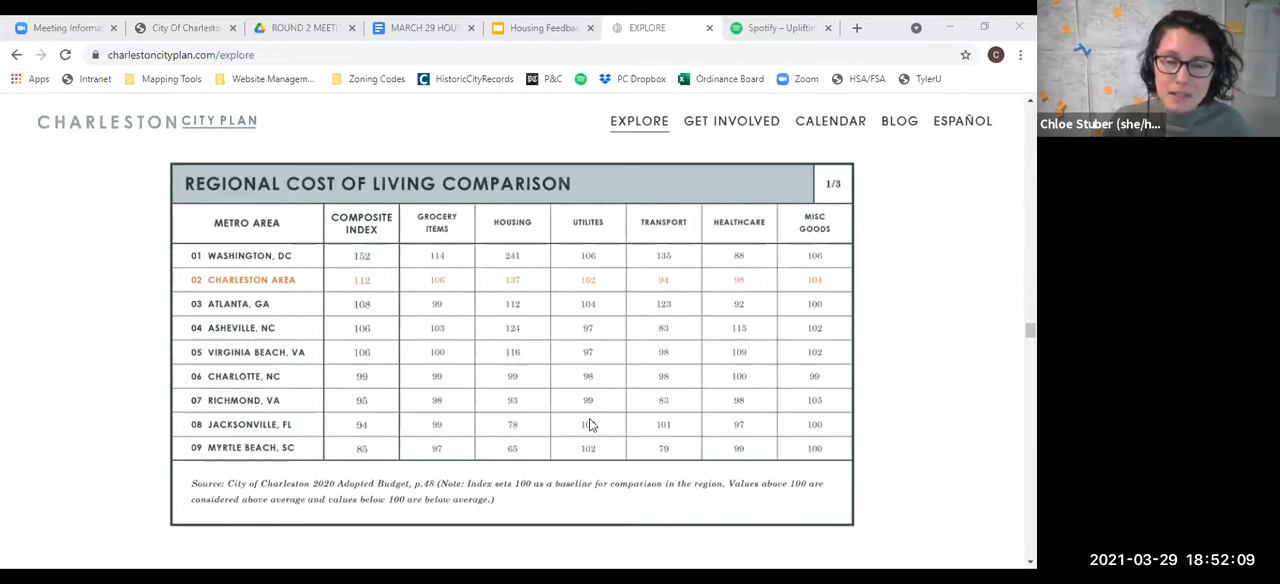 Meeting Informa
City Of Charlesto
ROUND 2 MEETI
MARCH 29 HOU
Housing Feedbac
EXPLORE
Spotify – Upliftin
charlestoncityplan.com/explore
C
Apps
Intranet
Mapping Tools
Website Managem...
Zoning Codes
HistoricCityRecords
P&C
PC Dropbox
Ordinance Board
Zoom
HSA/FSA
TylerU
CHARLESTON CITY PLAN
EXPLORE GET INVOLVED CALENDAR BLOG ESPAÑOL
Chloe Stuber (she/h...
REGIONAL COST OF LIVING COMPARISON 1/3
METRO AREA COMPOSITE INDEX GROCERY ITEMS HOUSING UTILITES TRANSPORT HEALTHCARE MISC GOODS
01 WASHINGTON, DC 152 114 241 106 135 88 106
02 CHARLESTON AREA 112 106 137 102 94 98 104
03 ATLANTA, GA 108 99 112 104 123 92 100
04 ASHEVILLE, NC 106 103 124 97 83 115 102
05 VIRGINIA BEACH, VA 106 100 116 97 98 109 102
06 CHARLOTTE, NC 99 99 99 98 98 100 99
07 RICHMOND, VA 95 98 93 99 83 98 105
08 JACKSONVILLE, FL 94 99 78 101 97 100
09 MYRTLE BEACH, SC 85 97 65 102 79 99 100
Source: City of Charleston 2020 Adopted Budget, p.48 (Note: Index sets 100 as a baseline for comparison in the region. Values above 100 are
considered above average and values below 100 are below average.)
2021-03-29 18:52:09